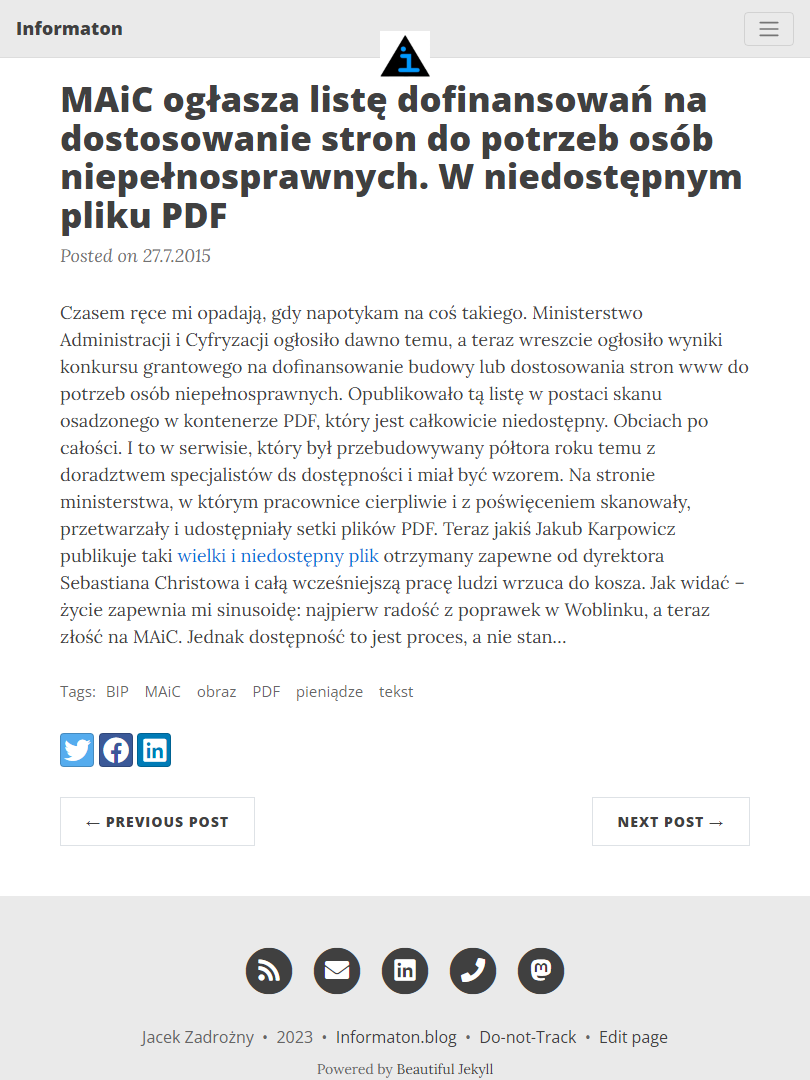 Informaton
i
MAiC ogłasza listę dofinansowań na
dostosowanie stron do potrzeb osób
niepełnosprawnych. W niedostępnym
pliku PDF
Posted on 27.7.2015
Czasem ręce mi opadają, gdy napotykam na coś takiego. Ministerstwo
Administracji i Cyfryzacji ogłosiło dawno temu, a teraz wreszcie ogłosiło wyniki
konkursu grantowego na dofinansowanie budowy lub dostosowania stron www do
potrzeb osób niepełnosprawnych. Opublikowało tą listę w postaci skanu
osadzonego w kontenerze PDF, który jest całkowicie niedostępny. Obciach po
całości. I to w serwisie, który był przebudowywany półtora roku temu z
doradztwem specjalistów ds dostępności i miał być wzorem. Na stronie
ministerstwa, w którym pracownice cierpliwie i z poświęceniem skanowały,
przetwarzały i udostępniały setki plików PDF. Teraz jakiś Jakub Karpowicz
publikuje taki wielki i niedostępny plik otrzymany zapewne od dyrektora
Sebastiana Christowa i całą wcześniejszą pracę ludzi wrzuca do kosza. Jak widać –
życie zapewnia mi sinusoidę: najpierw radość z poprawek w Woblinku, a teraz
złość na MAiC. Jednak dostępność to jest proces, a nie stan…
Tags: BIP MAiC obraz PDF pieniądze tekst
← PREVIOUS POST NEXT POST →
Jacek Zadrożny • 2023 • Informaton.blog • Do-not-Track • Edit page
Powered by Beautiful Jekyll